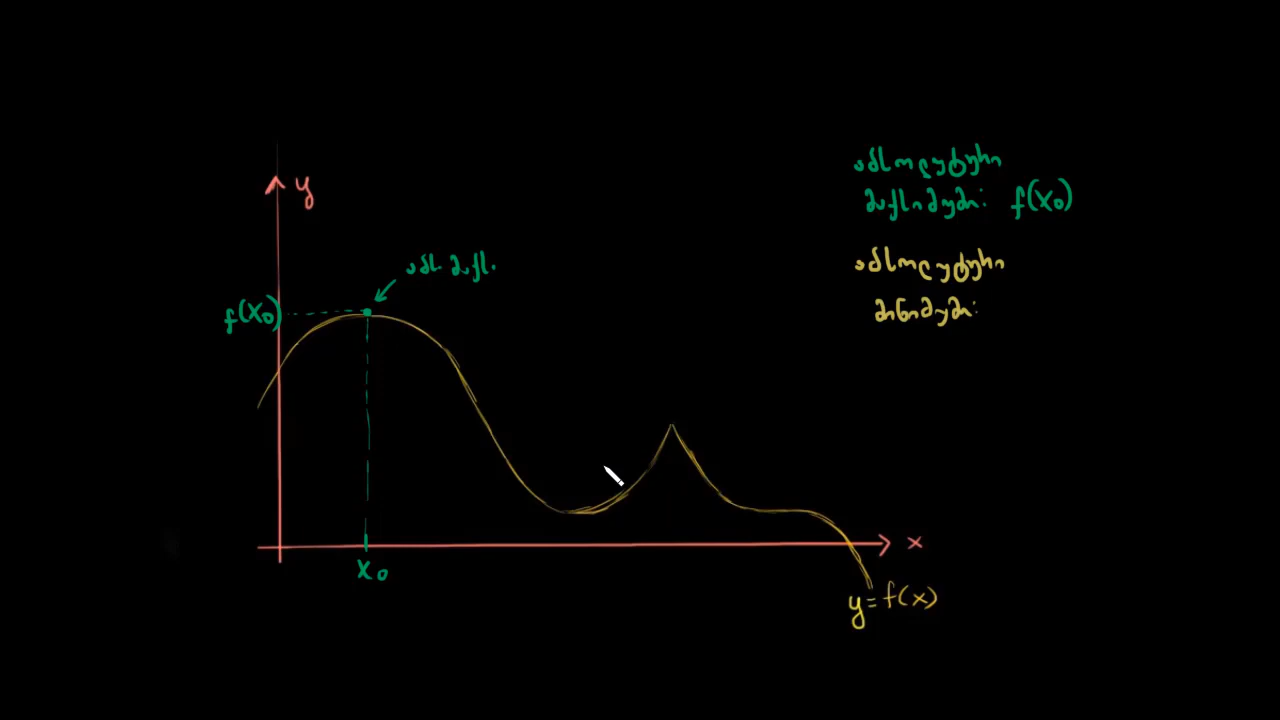 y
აბსოლუტური
მაქსიმუმი: f(x₀)
აბსოლუტური
მინიმუმი:
აბს. მაქს.
f(x₀)
x
x₀
y=f(x)